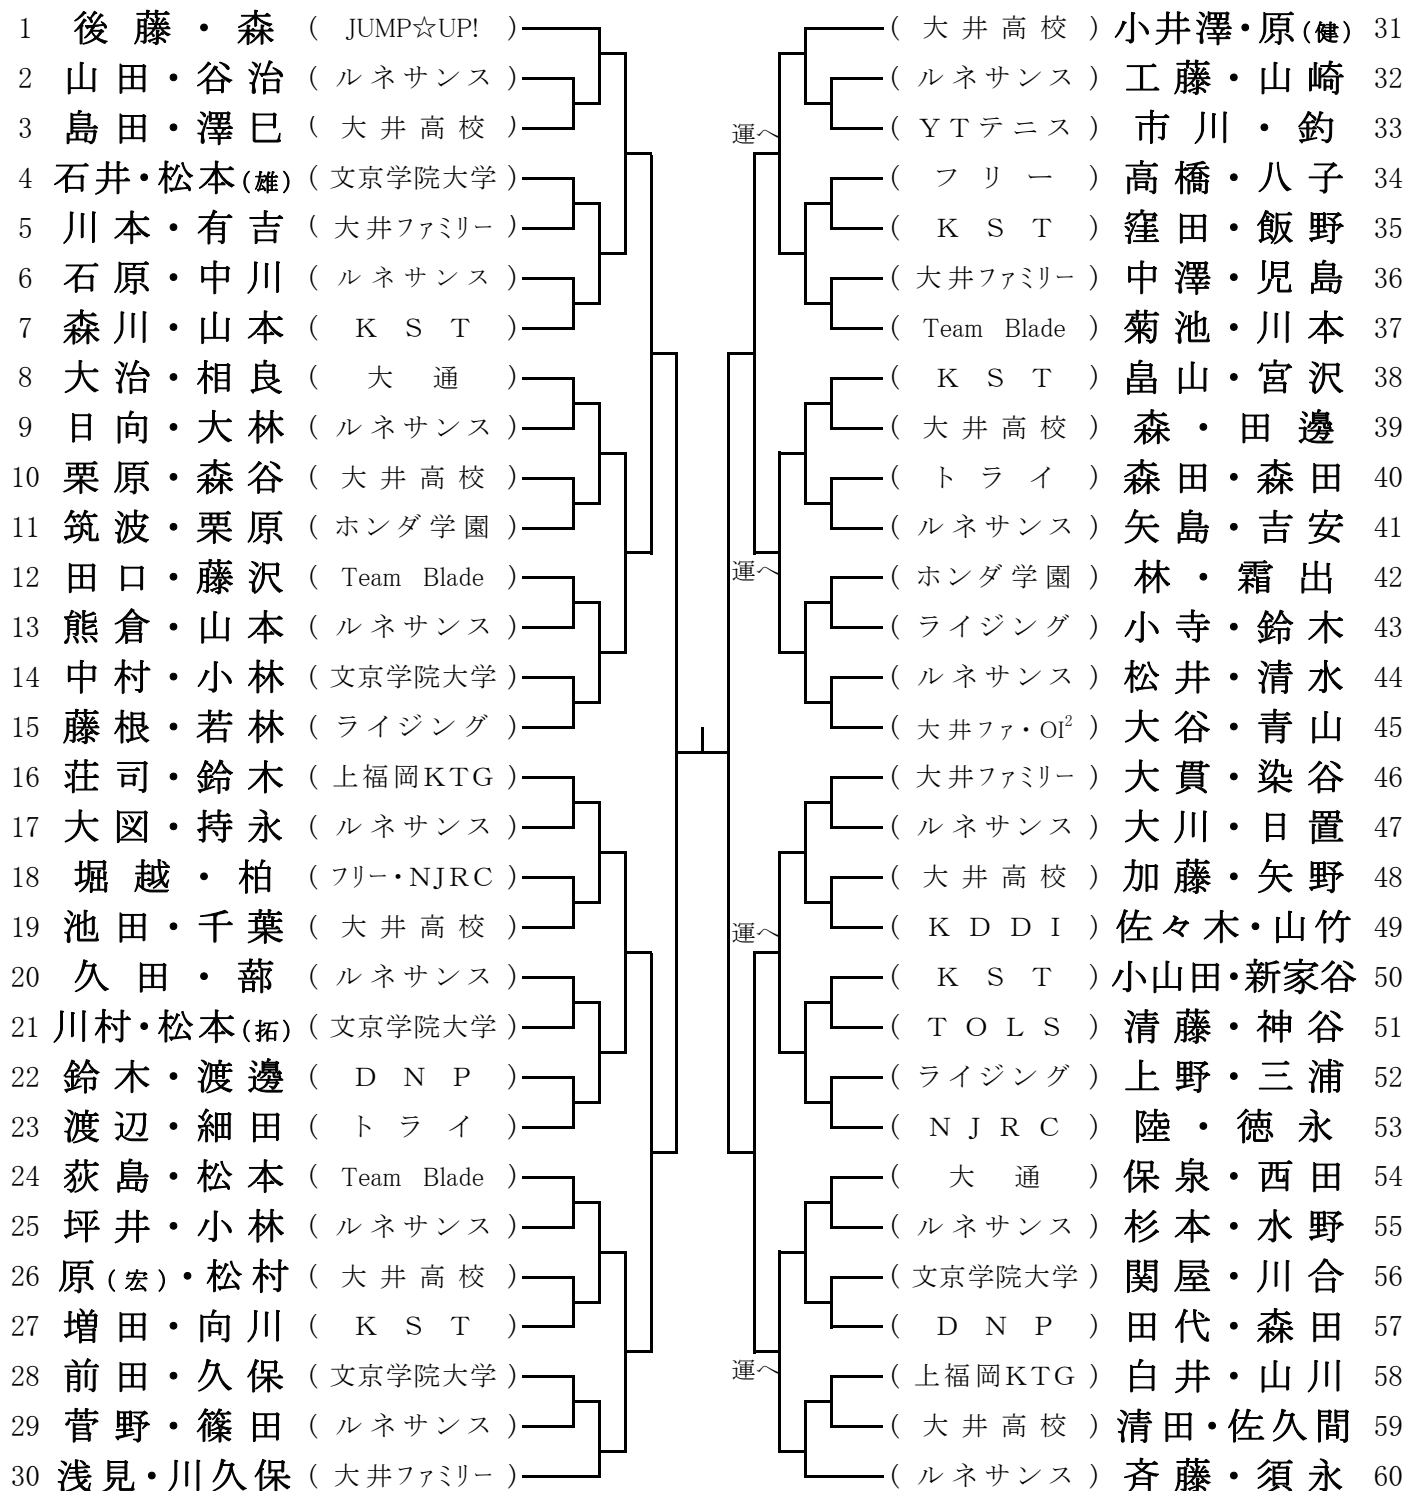 1 後藤・森 ( JUMP☆UP! )
2 山田・谷治 ( ルネサンス )
3 島田・澤巳 ( 大井高校 )
4 石井・松本(雄) ( 文京学院大学 )
5 川本・有吉 ( 大井ファミリー )
6 石原・中川 ( ルネサンス )
7 森川・山本 ( KST )
8 大治・相良 ( 大通 )
9 日向・大林 ( ルネサンス )
10 栗原・森谷 ( 大井高校 )
11 筑波・栗原 ( ホンダ学園 )
12 田口・藤沢 ( Team Blade )
13 熊倉・山本 ( ルネサンス )
14 中村・小林 ( 文京学院大学 )
15 藤根・若林 ( ライジング )
16 荘司・鈴木 ( 上福岡KTG )
17 大図・持永 ( ルネサンス )
18 堀越・柏 ( フリー・NJRC )
19 池田・千葉 ( 大井高校 )
20 久田・蔀 ( ルネサンス )
21 川村・松本(拓) ( 文京学院大学 )
22 鈴木・渡邊 ( DNP )
23 渡辺・細田 ( トライ )
24 荻島・松本 ( Team Blade )
25 坪井・小林 ( ルネサンス )
26 原(宏)・松村 ( 大井高校 )
27 増田・向川 ( KST )
28 前田・久保 ( 文京学院大学 )
29 菅野・篠田 ( ルネサンス )
30 浅見・川久保 ( 大井ファミリー )
運へ
運へ
運へ
運へ
( 大井高校 ) 小井澤・原(健) 31
( ルネサンス ) 工藤・山崎 32
( YTテニス ) 市川・釣 33
( フリー ) 高橋・八子 34
( KST ) 窪田・飯野 35
( 大井ファミリー ) 中澤・児島 36
( Team Blade ) 菊池・川本 37
( KST ) 畠山・宮沢 38
( 大井高校 ) 森・田邊 39
( トライ ) 森田・森田 40
( ルネサンス ) 矢島・吉安 41
( ホンダ学園 ) 林・霜出 42
( ライジング ) 小寺・鈴木 43
( ルネサンス ) 松井・清水 44
( 大井ファ・OI² ) 大谷・青山 45
( 大井ファミリー ) 大貫・染谷 46
( ルネサンス ) 大川・日置 47
( 大井高校 ) 加藤・矢野 48
( KDDI ) 佐々木・山竹 49
( KST ) 小山田・新家谷 50
( TOLS ) 清藤・神谷 51
( ライジング ) 上野・三浦 52
( NJRC ) 陸・徳永 53
( 大通 ) 保泉・西田 54
( ルネサンス ) 杉本・水野 55
( 文京学院大学 ) 関屋・川合 56
( DNP ) 田代・森田 57
( 上福岡KTG ) 白井・山川 58
( 大井高校 ) 清田・佐久間 59
( ルネサンス ) 斉藤・須永 60